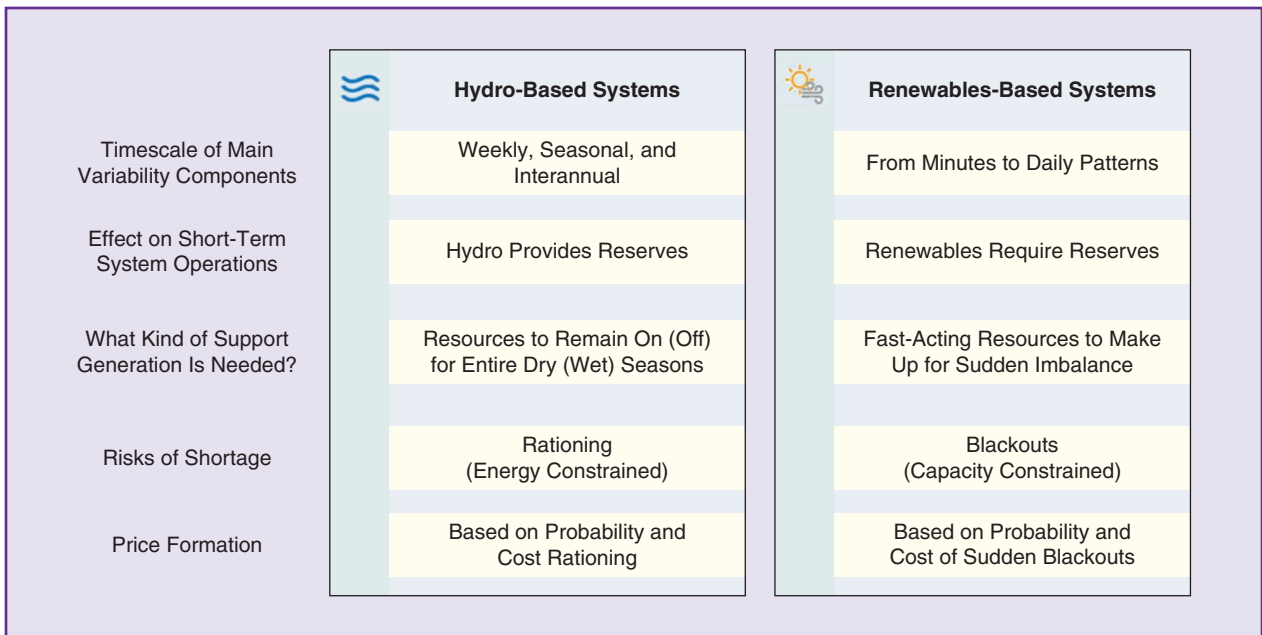 Hydro-Based Systems
Renewables-Based Systems
Timescale of Main
Variability Components
Weekly, Seasonal, and
Interannual
From Minutes to Daily Patterns
Effect on Short-Term
System Operations
Hydro Provides Reserves
Renewables Require Reserves
What Kind of Support
Generation Is Needed?
Resources to Remain On (Off)
for Entire Dry (Wet) Seasons
Fast-Acting Resources to Make
Up for Sudden Imbalance
Risks of Shortage
Rationing
(Energy Constrained)
Blackouts
(Capacity Constrained)
Price Formation
Based on Probability and
Cost Rationing
Based on Probability and
Cost of Sudden Blackouts